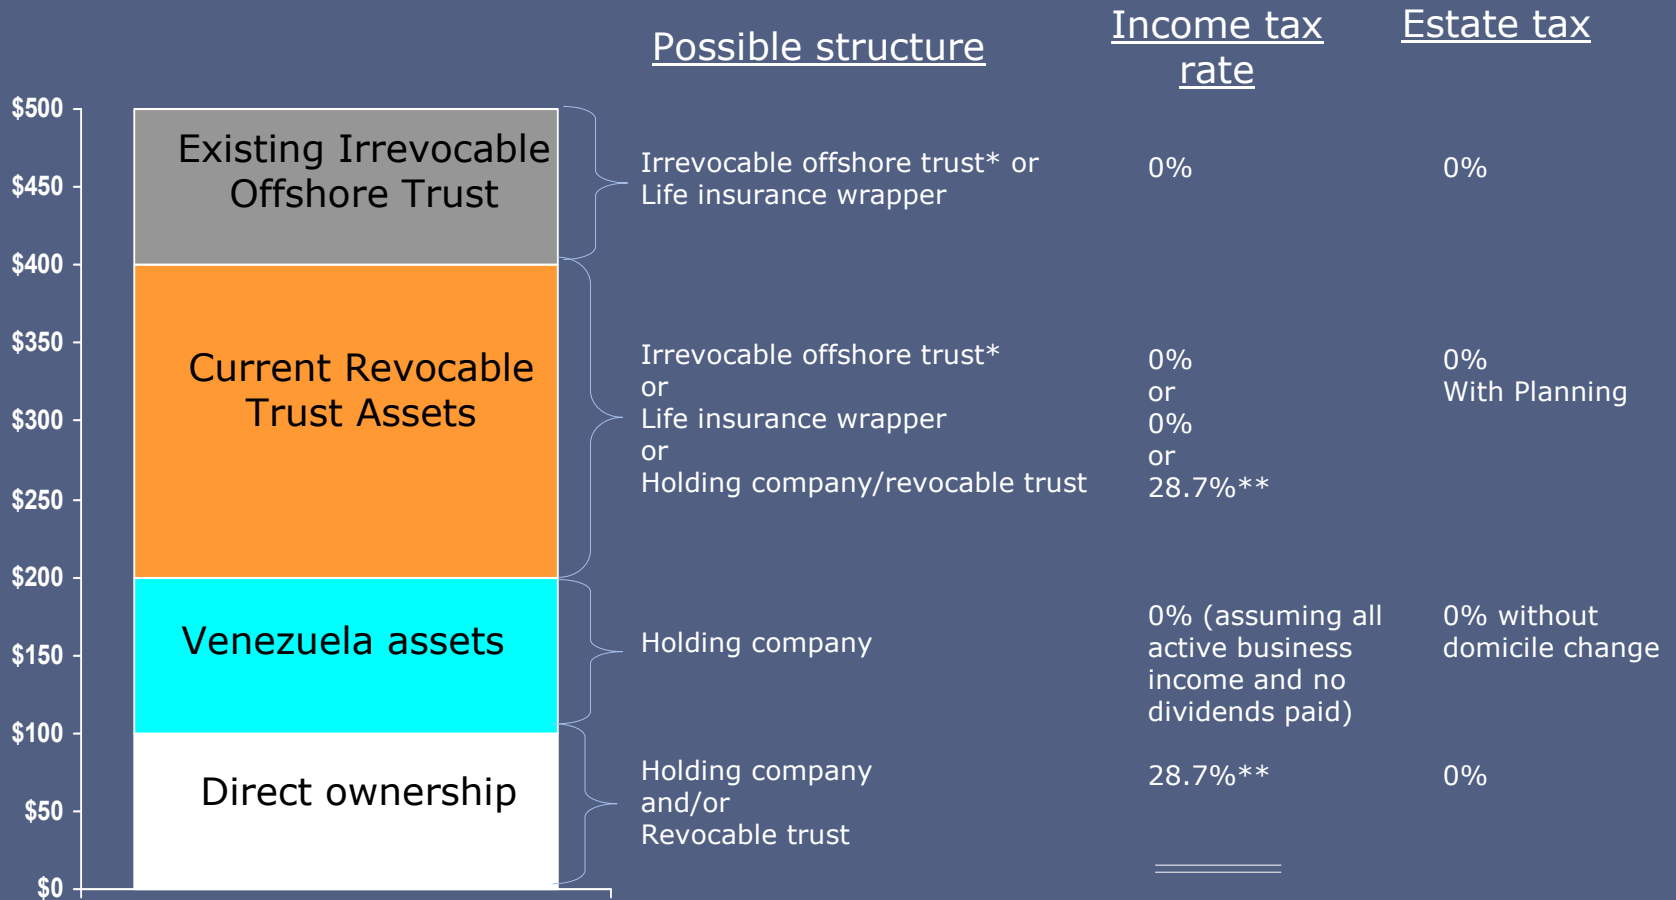 Possible structure
Income tax
rate
Estate tax
$500
$450
$400
$350
$300
$250
$200
$150
$100
$50
$0
Existing Irrevocable
Offshore Trust
Irrevocable offshore trust* or
Life insurance wrapper
0%
0%
Current Revocable
Trust Assets
Irrevocable offshore trust*
or
Life insurance wrapper
or
Holding company/revocable trust
0%
or
0%
or
28.7%**
0%
With Planning
Venezuela assets
Holding company
0% (assuming all
active business
income and no
dividends paid)
0% without
domicile change
Direct ownership
Holding company
and/or
Revocable trust
28.7%**
0%